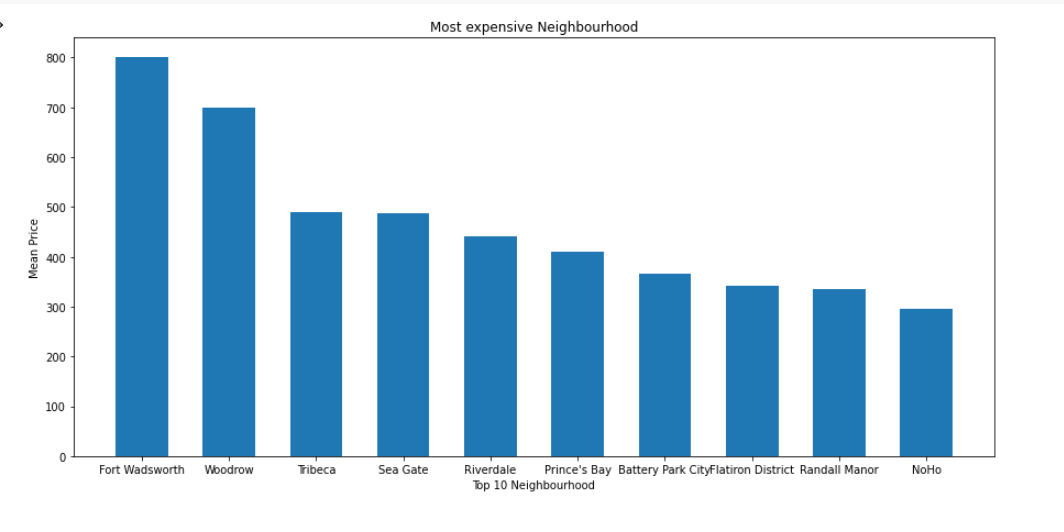 Most expensive Neighbourhood
Mean Price
800
700
600
500
400
300
200
100
0
Fort Wadsworth Woodrow Tribeca Sea Gate Riverdale Prince's Bay Battery Park City Flatiron District Randall Manor NoHo
Top 10 Neighbourhood